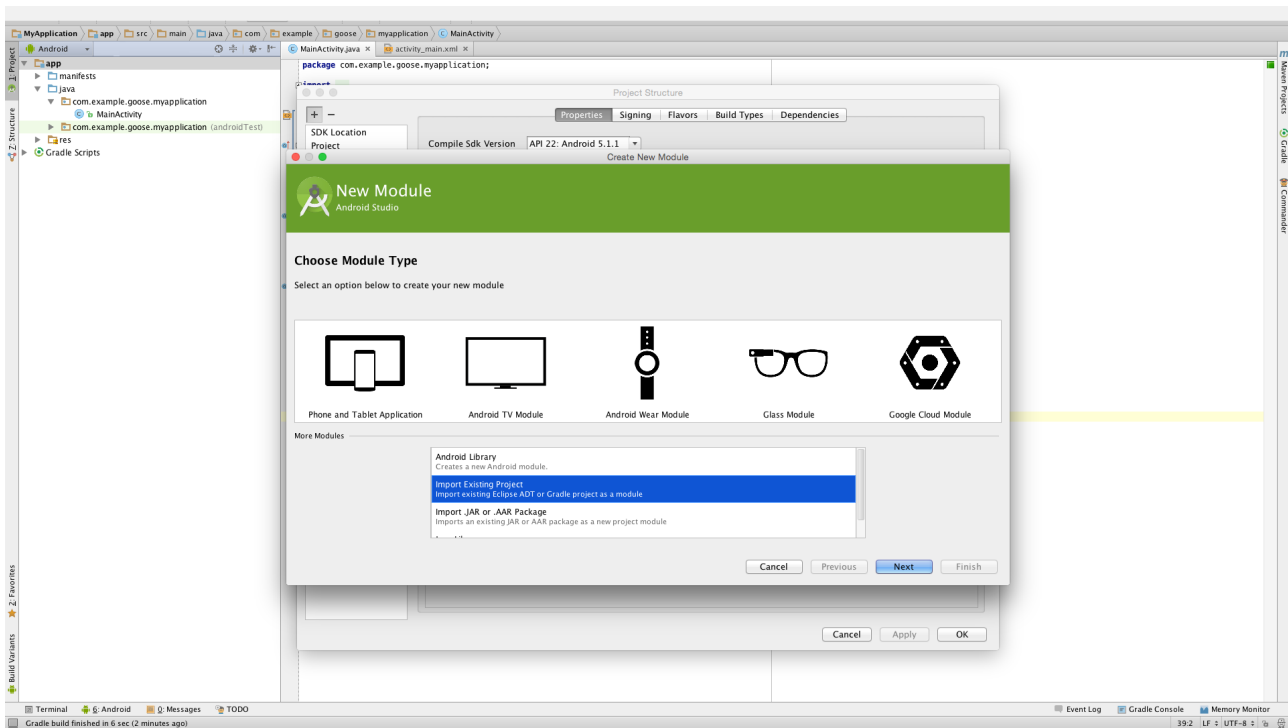 MyApplication app src main java com example goose myapplication MainActivity
1: Project
Z: Structure
2: Favorites
Build Variants
Android
app
manifests
java
com.example.goose.myapplication
MainActivity
com.example.goose.myapplication (androidTest)
res
Gradle Scripts
MainActivity.java activity_main.xml
package com.example.goose.myapplication;
import
Project Structure
+ −
SDK Location
Project
Properties Signing Flavors Build Types Dependencies
Compile Sdk Version API 22: Android 5.1.1
Create New Module
New Module
Android Studio
Choose Module Type
Select an option below to create your new module
Phone and Tablet Application
Android TV Module
Android Wear Module
Glass Module
Google Cloud Module
More Modules
Android Library
Creates a new Android module.
Import Existing Project
Import existing Eclipse ADT or Gradle project as a module
Import .JAR or .AAR Package
Imports an existing JAR or AAR package as a new project module
Cancel Previous Next Finish
Cancel Apply OK
m Maven Projects
Gradle
Commander
Terminal 6: Android 0: Messages TODO
Event Log Gradle Console Memory Monitor
Gradle build finished in 6 sec (2 minutes ago)
39:2 LF UTF-8